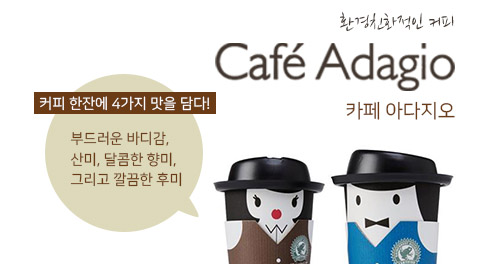 환경친화적인 커피
Café Adagio
카페 아다지오
커피 한잔에 4가지 맛을 담다!
부드러운 바디감,
산미, 달콤한 향미,
그리고 깔끔한 후미